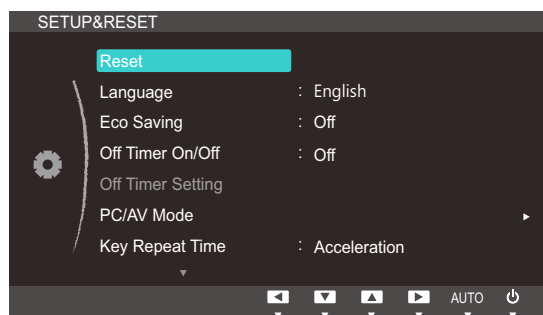 SETUP&RESET
Reset
Language : English
Eco Saving : Off
Off Timer On/Off : Off
Off Timer Setting
PC/AV Mode
Key Repeat Time : Acceleration
AUTO